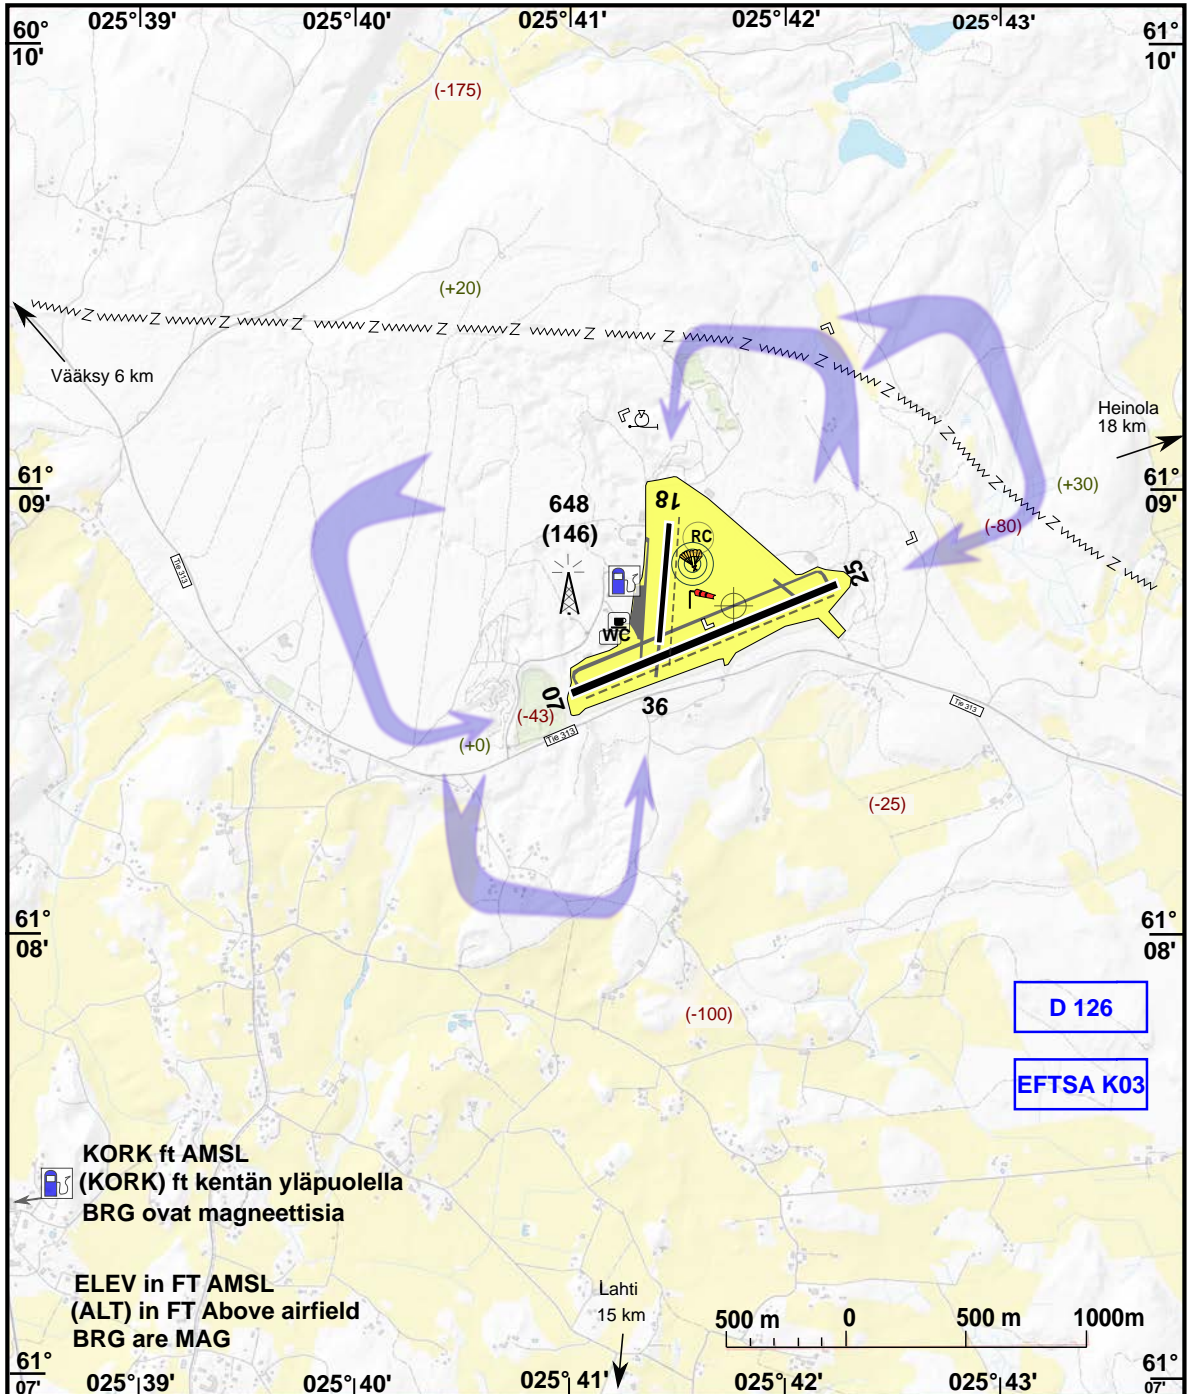 025°39' 025°40' 025°41' 025°42' 025°43'
60° 61°
10' 10'
(-175)
(+20)
Vääksy 6 km
Heinola
18 km
61° 61°
09' 09'
(+30)
(-80)
648
(146)
18
RC
25
WC
07
36
Tie 313
(-43)
(+0)
Tie 313
Tie 313
(-25)
61° 61°
08' 08'
(-100)
D 126
EFTSA K03
KORK ft AMSL
(KORK) ft kentän yläpuolella
BRG ovat magneettisia
ELEV in FT AMSL
(ALT) in FT Above airfield
BRG are MAG
Lahti
15 km
500 m 0 500 m 1000m
61° 61°
07' 07'
025°39' 025°40' 025°41' 025°42' 025°43'
Z Z Z Z Z Z Z Z Z Z Z Z Z Z Z Z